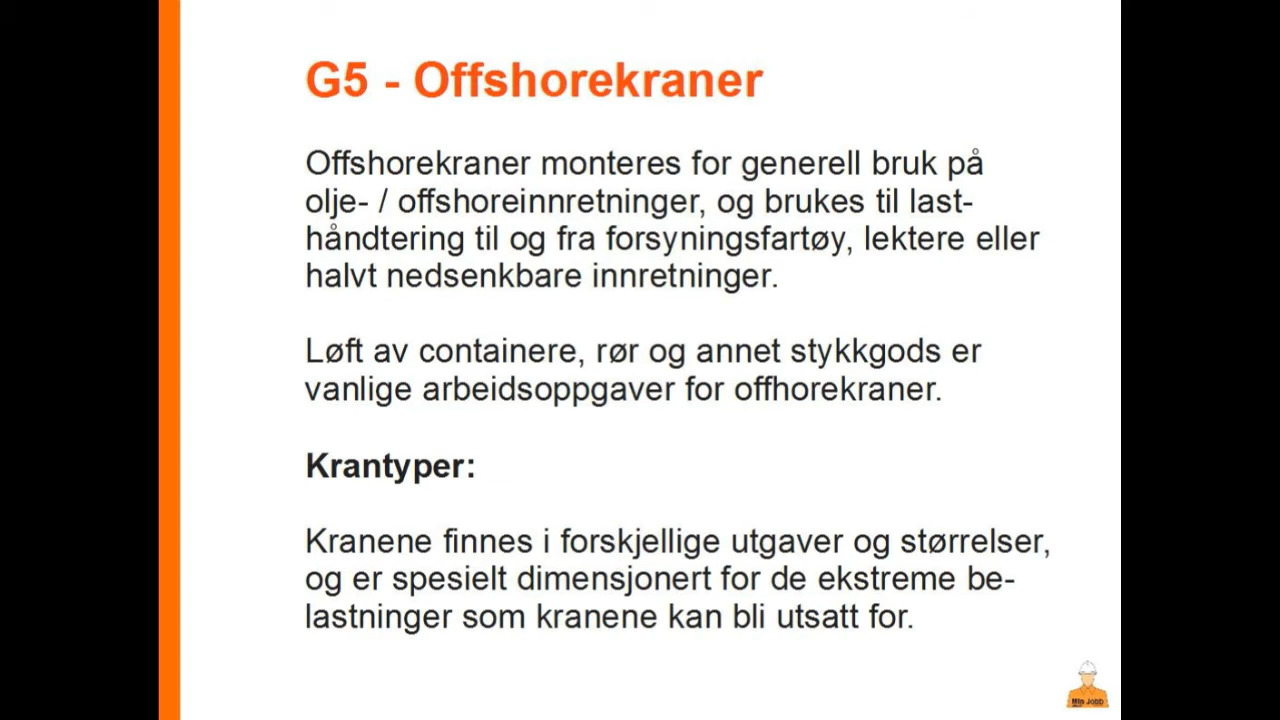 G5 - Offshorekraner
Offshorekraner monteres for generell bruk på
olje- / offshoreinnretninger, og brukes til last-
håndtering til og fra forsyningsfartøy, lektere eller
halvt nedsenkbare innretninger.
Løft av containere, rør og annet stykkgods er
vanlige arbeidsoppgaver for offhorekraner.
Krantyper:
Kranene finnes i forskjellige utgaver og størrelser,
og er spesielt dimensjonert for de ekstreme be-
lastninger som kranene kan bli utsatt for.
Min Jobb